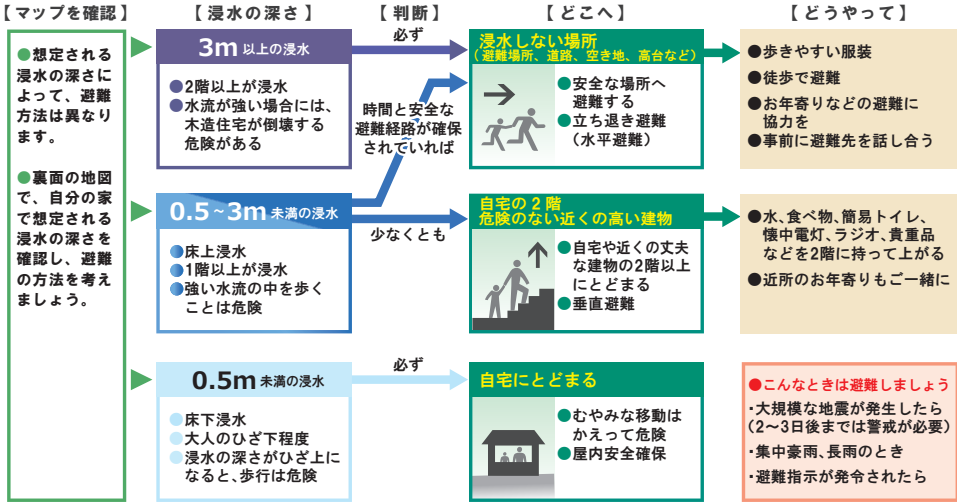 【マップを確認】
【浸水の深さ】
【判断】
【どこへ】
【どうやって】
●想定される
浸水の深さに
よって、避難
方法は異なり
ます。
●裏面の地図
で、自分の家
で想定される
浸水の深さを
確認し、避難
の方法を考え
ましょう。
3m 以上の浸水
●2階以上が浸水
●水流が強い場合には、
木造住宅が倒壊する
危険がある
必ず
時間と安全な
避難経路が確保
されていれば
浸水しない場所
（避難場所、道路、空き地、高台など）
●安全な場所へ
避難する
●立ち退き避難
（水平避難）
●歩きやすい服装
●徒歩で避難
●お年寄りなどの避難に
協力を
●事前に避難先を話し合う
0.5~3m 未満の浸水
●床上浸水
●1階以上が浸水
●強い水流の中を歩く
ことは危険
少なくとも
自宅の2階
危険のない近くの高い建物
●自宅や近くの丈夫
な建物の2階以上
にとどまる
●垂直避難
●水、食べ物、簡易トイレ、
懐中電灯、ラジオ、貴重品
などを2階に持って上がる
●近所のお年寄りもご一緒に
0.5m 未満の浸水
●床下浸水
●大人のひざ下程度
●浸水の深さがひざ上に
なると、歩行は危険
必ず
自宅にとどまる
●むやみな移動は
かえって危険
●屋内安全確保
●こんなときは避難しましょう
・大規模な地震が発生したら
（2〜3日後までは警戒が必要）
・集中豪雨、長雨のとき
・避難指示が発令されたら